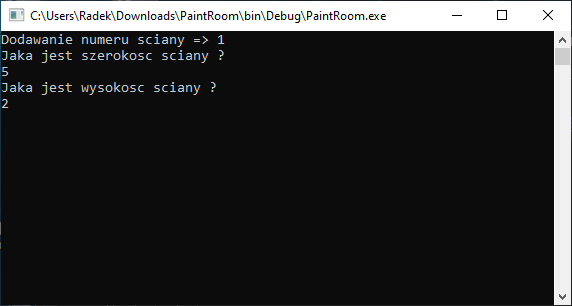 C:\Users\Radek\Downloads\PaintRoom\bin\Debug\PaintRoom.exe
Dodawanie numeru sciany => 1
Jaka jest szerokosc sciany ?
5
Jaka jest wysokosc sciany ?
2